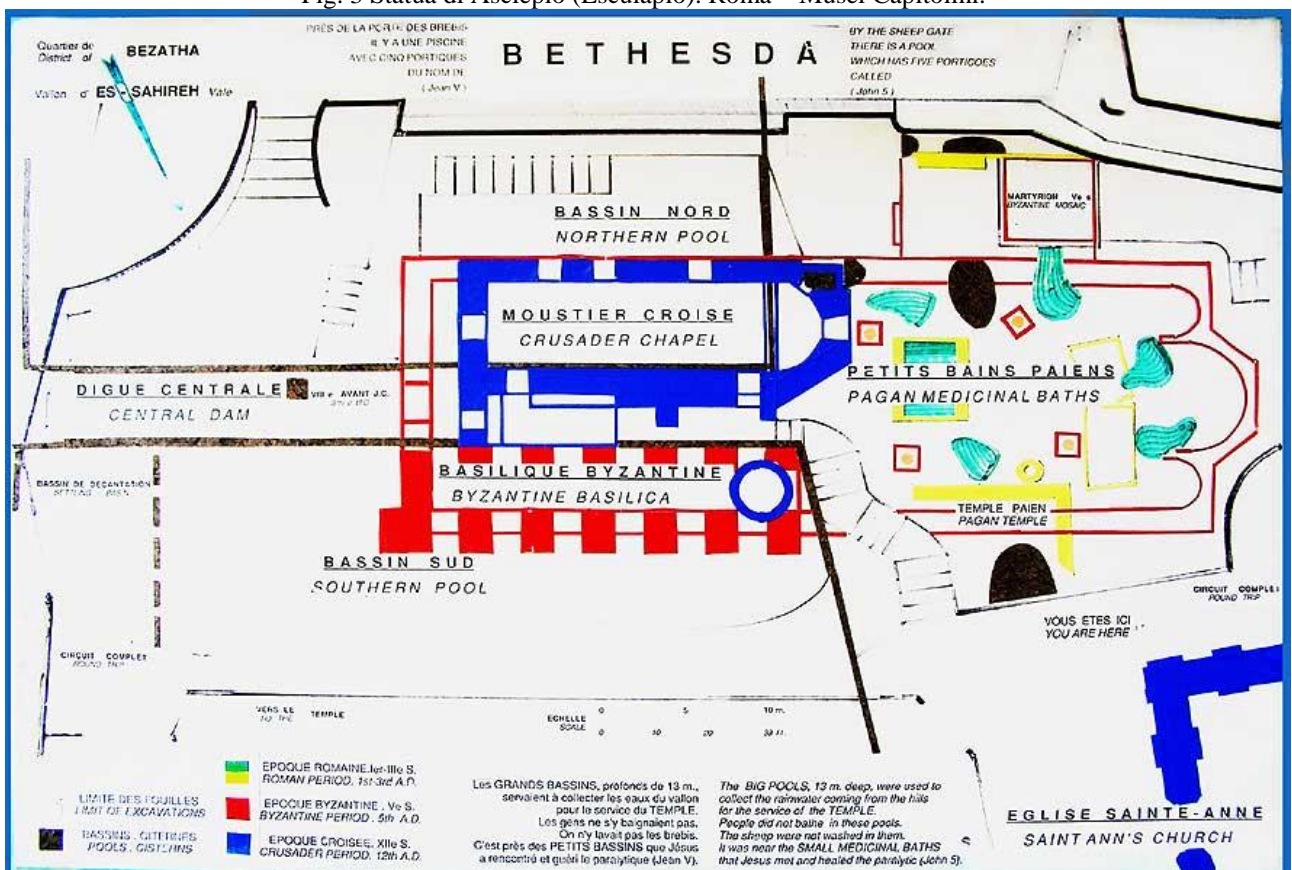 Fig. 5 Statua di Asclepio (Esculapio). Roma – Musei Capitolini.
Quartier de
District of
BEZATHA
Vallon d' ES-SAHIREH Vale
PRÈS DE LA PORTE DES BREBIS
IL Y A UNE PISCINE
AVEC CINQ PORTIQUES
DU NOM DE
(Jean V)
BETHESDA
BY THE SHEEP GATE
THERE IS A POOL
WHICH HAS FIVE PORTICOES
CALLED
(John 5)
BASSIN NORD
NORTHERN POOL
MARTYRION Ve s
BYZANTINE MOSAIC
MOUSTIER CROISE
CRUSADER CHAPEL
PETITS BAINS PAIENS
PAGAN MEDICINAL BATHS
DIGUE CENTRALE
CENTRAL DAM
VIIIe AVANT J.C.
BASILIQUE BYZANTINE
BYZANTINE BASILICA
BASSIN DE DECANTATION
SETTLING BASIN
TEMPLE PAIEN
PAGAN TEMPLE
BASSIN SUD
SOUTHERN POOL
CIRCUIT COMPLET
ROUND TRIP
VOUS ETES ICI
YOU ARE HERE
CIRCUIT COMPLET
ROUND TRIP
VERS LE TEMPLE
TO THE
ECHELLE
SCALE
0 5 10 m.
0 10 20
EPOQUE ROMAINE. Ier-IIIe S.
ROMAN PERIOD. 1st-3rd A.D.
EPOQUE BYZANTINE. Ve S.
BYZANTINE PERIOD. 5th A.D.
EPOQUE CROISEE. XIIe S.
CRUSADER PERIOD. 12th A.D.
LIMITE DES FOUILLES
LIMIT OF EXCAVATIONS
BASSINS. CITERNES
POOLS. CISTERNS
Les GRANDS BASSINS, profonds de 13 m.,
servaient à collecter les eaux du vallon
pour le service du TEMPLE.
Les gens ne s'y baignaient pas.
On n'y lavait pas les brebis.
C'est près des PETITS BASSINS que Jésus
a rencontré et guéri le paralytique (Jean V).
The BIG POOLS, 13 m. deep, were used to
collect the rainwater coming from the hills
for the service of the TEMPLE.
People did not bathe in these pools.
The sheep were not washed in them.
It was near the SMALL MEDICINAL BATHS
that Jesus met and healed the paralytic (John 5).
EGLISE SAINTE-ANNE
SAINT ANN'S CHURCH